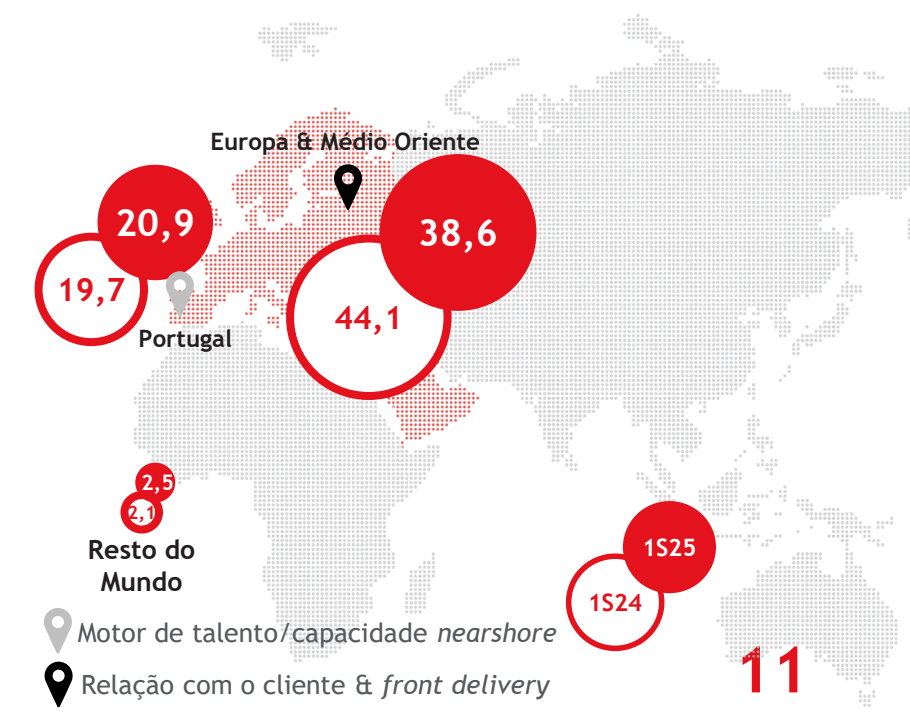 Europa & Médio Oriente
20,9
38,6
19,7
44,1
Portugal
2,5
2,1
Resto do
Mundo
1S25
1S24
Motor de talento/capacidade nearshore
11
Relação com o cliente & front delivery